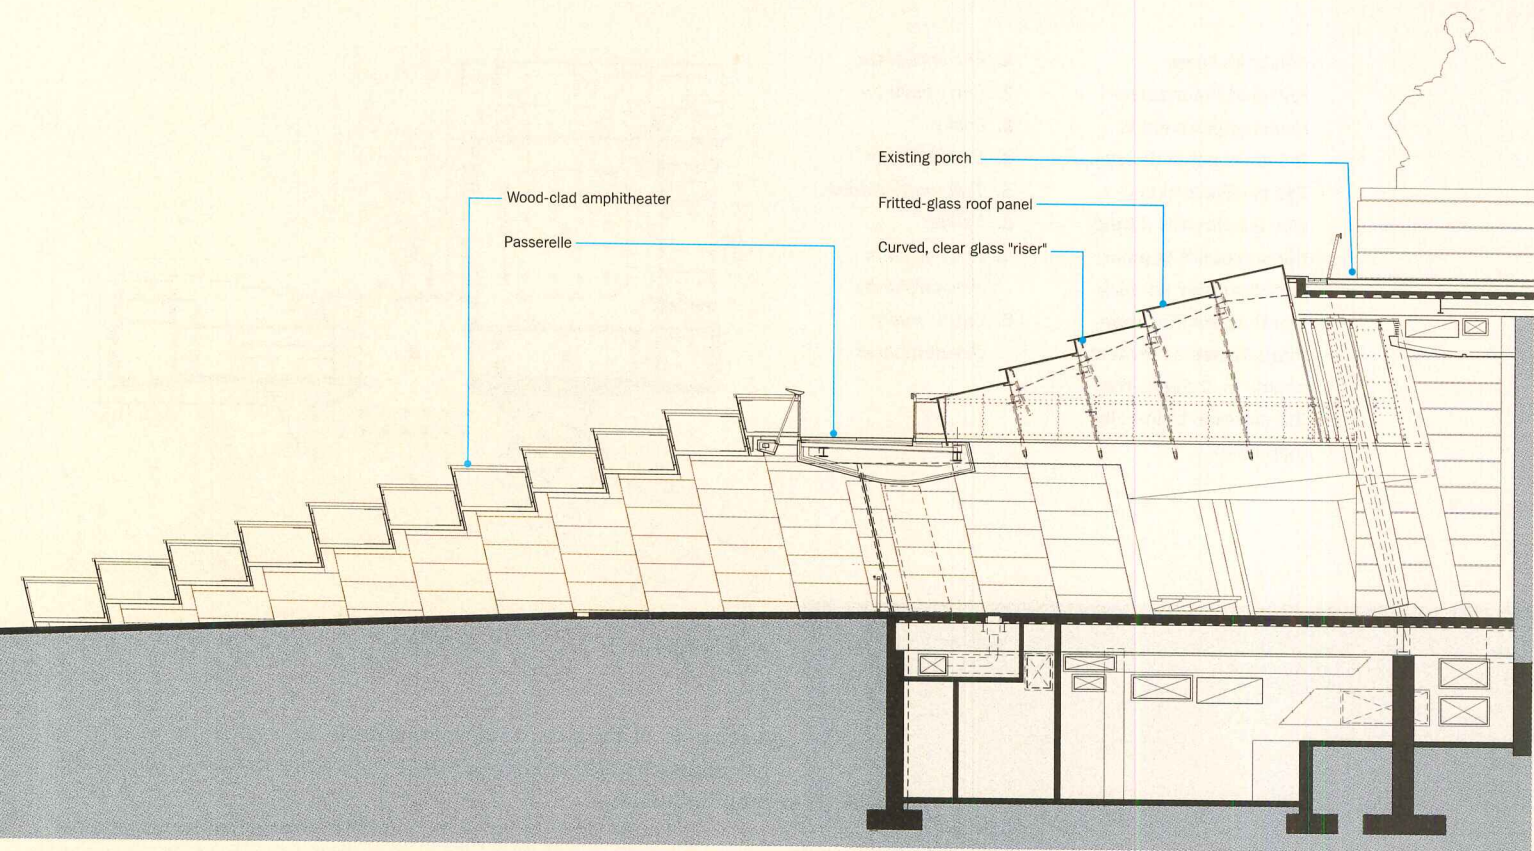 Existing porch
Wood-clad amphitheater
Fritted-glass roof panel
Passerelle
Curved, clear glass "riser"